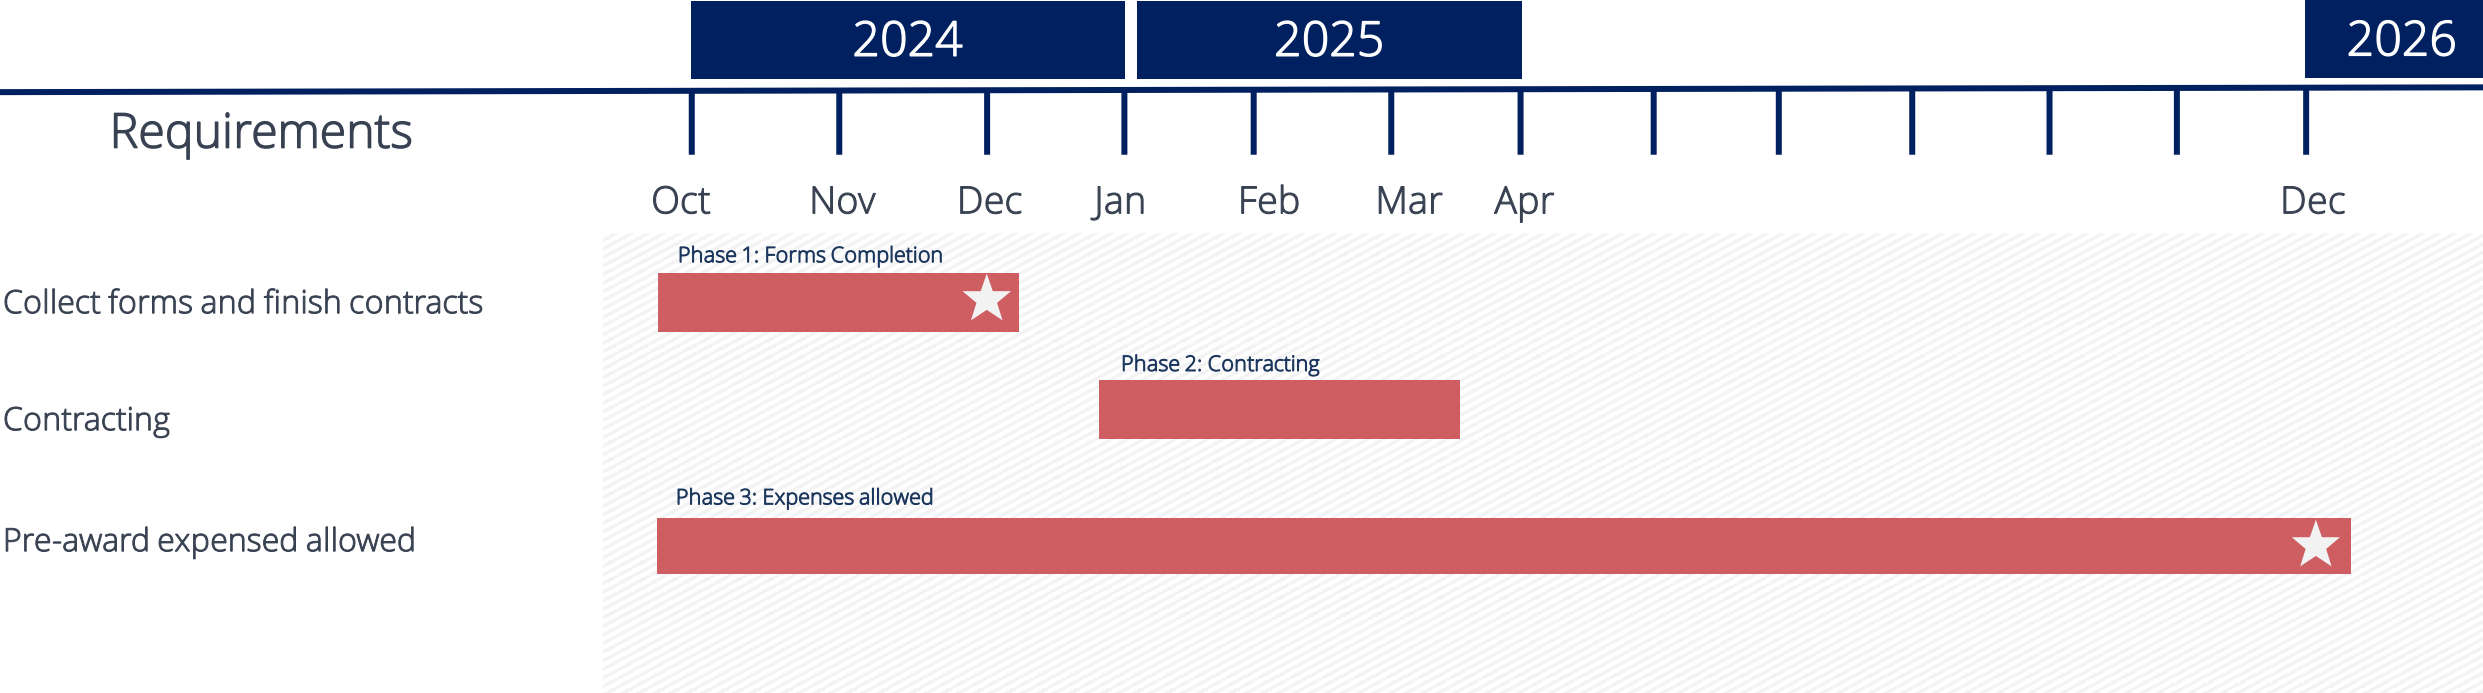 2024
2025
2026
Requirements
Oct
Nov
Dec
Jan
Feb
Mar
Apr
Dec
Phase 1: Forms Completion
Collect forms and finish contracts
Phase 2: Contracting
Contracting
Phase 3: Expenses allowed
Pre-award expensed allowed